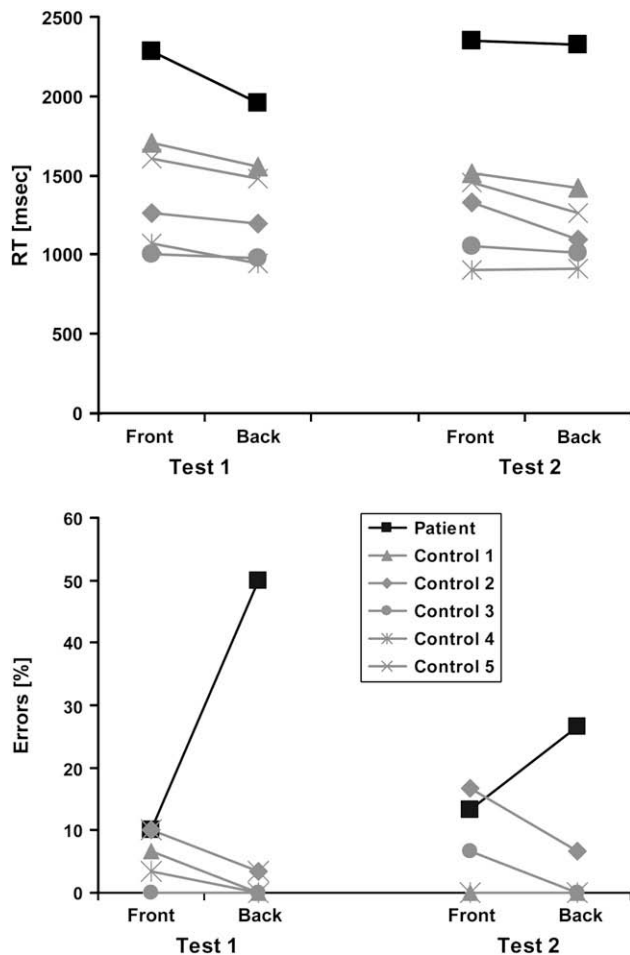 2500
2000
1500
1000
500
0
RT [msec]
Front Back Front Back
Test 1 Test 2
60
50
40
30
20
10
0
Errors [%]
Patient
Control 1
Control 2
Control 3
Control 4
Control 5
Front Back Front Back
Test 1 Test 2